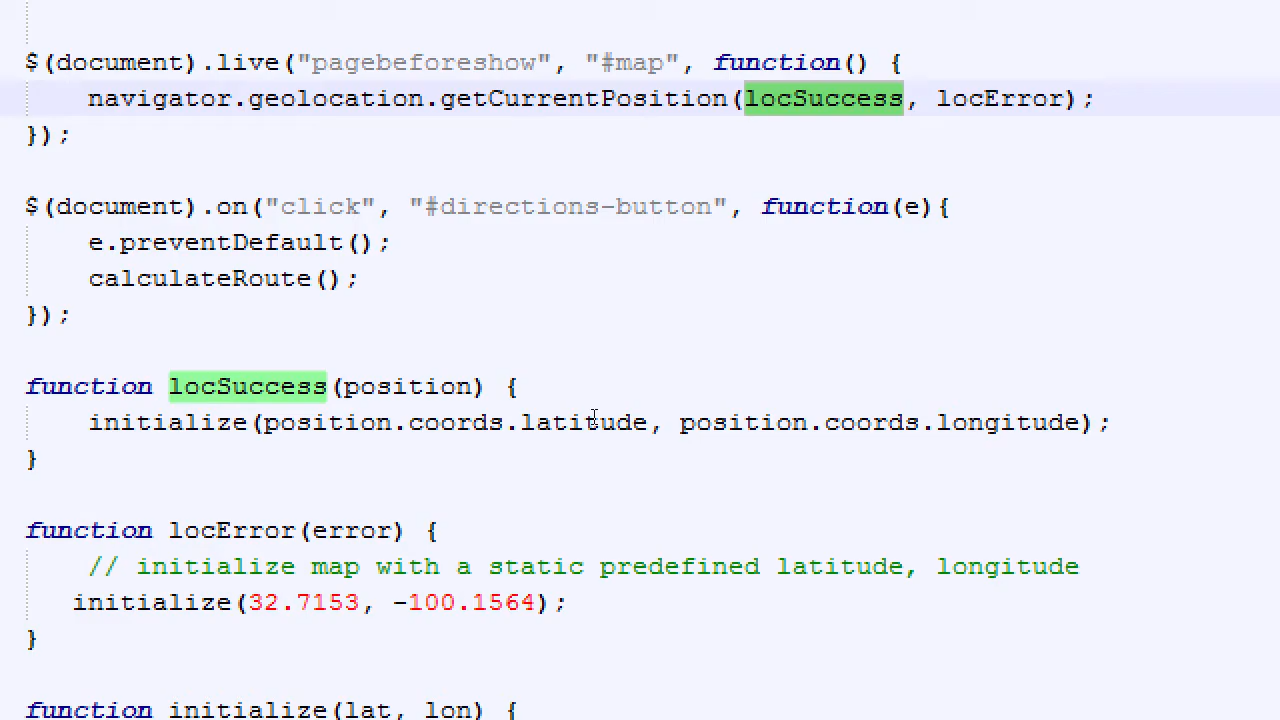 $(document).live("pagebeforeshow", "#map", function() {
    navigator.geolocation.getCurrentPosition(locSuccess, locError);
});
$(document).on("click", "#directions-button", function(e){
    e.preventDefault();
    calculateRoute();
});
function locSuccess(position) {
    initialize(position.coords.latitude, position.coords.longitude);
}
function locError(error) {
    // initialize map with a static predefined latitude, longitude
   initialize(32.7153, -100.1564);
}
function initialize(lat, lon) {